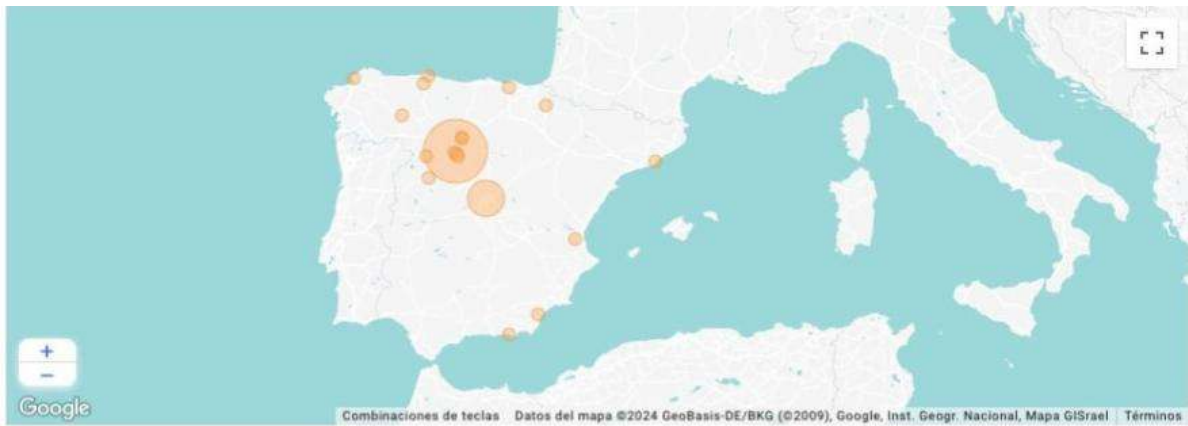 +
−
Google
Combinaciones de teclas Datos del mapa ©2024 GeoBasis-DE/BKG (©2009), Google, Inst. Geogr. Nacional, Mapa GISrael Términos